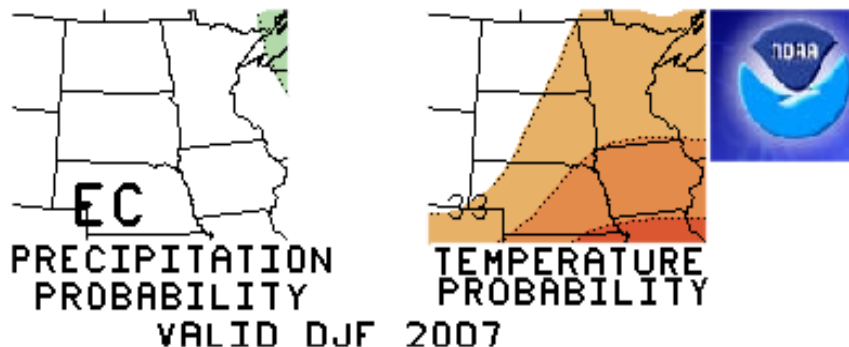 NOAA
EC
33
PRECIPITATION
PROBABILITY
TEMPERATURE
PROBABILITY
VALID DJF 2007